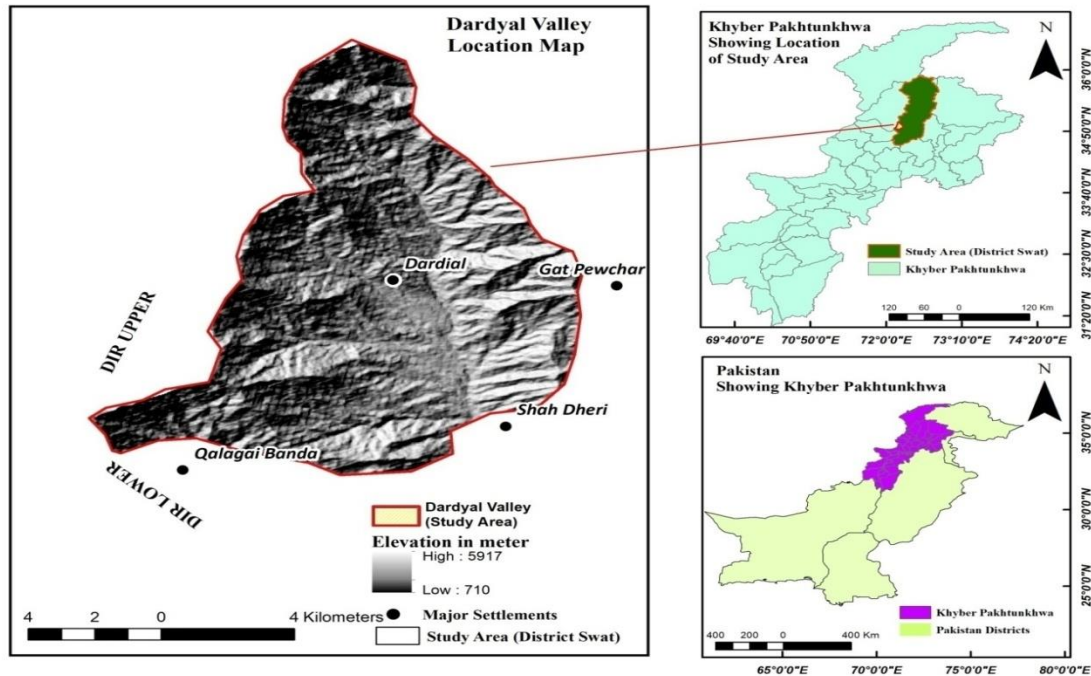 Dardyal Valley
Location Map
Dardial
Gat Pewchar
DIR UPPER
Shah Dheri
Qalagai Banda
DIR LOWER
Dardyal Valley
(Study Area)
Elevation in meter
High : 5917
Low : 710
Major Settlements
Study Area (District Swat)
4 2 0 4 Kilometers
Khyber Pakhtunkhwa
Showing Location
of Study Area
N
Study Area (District Swat)
Khyber Pakhtunkhwa
120 60 0 120 Km
36°0'0"N
34°50'0"N
33°40'0"N
32°30'0"N
31°20'0"N
69°40'0"E 70°50'0"E 72°0'0"E 73°10'0"E 74°20'0"E
Pakistan
Showing Khyber Pakhtunkhwa
N
Khyber Pakhtunkhwa
Pakistan Districts
400 200 0 400 Km
35°0'0"N
30°0'0"N
25°0'0"N
65°0'0"E 70°0'0"E 75°0'0"E 80°0'0"E